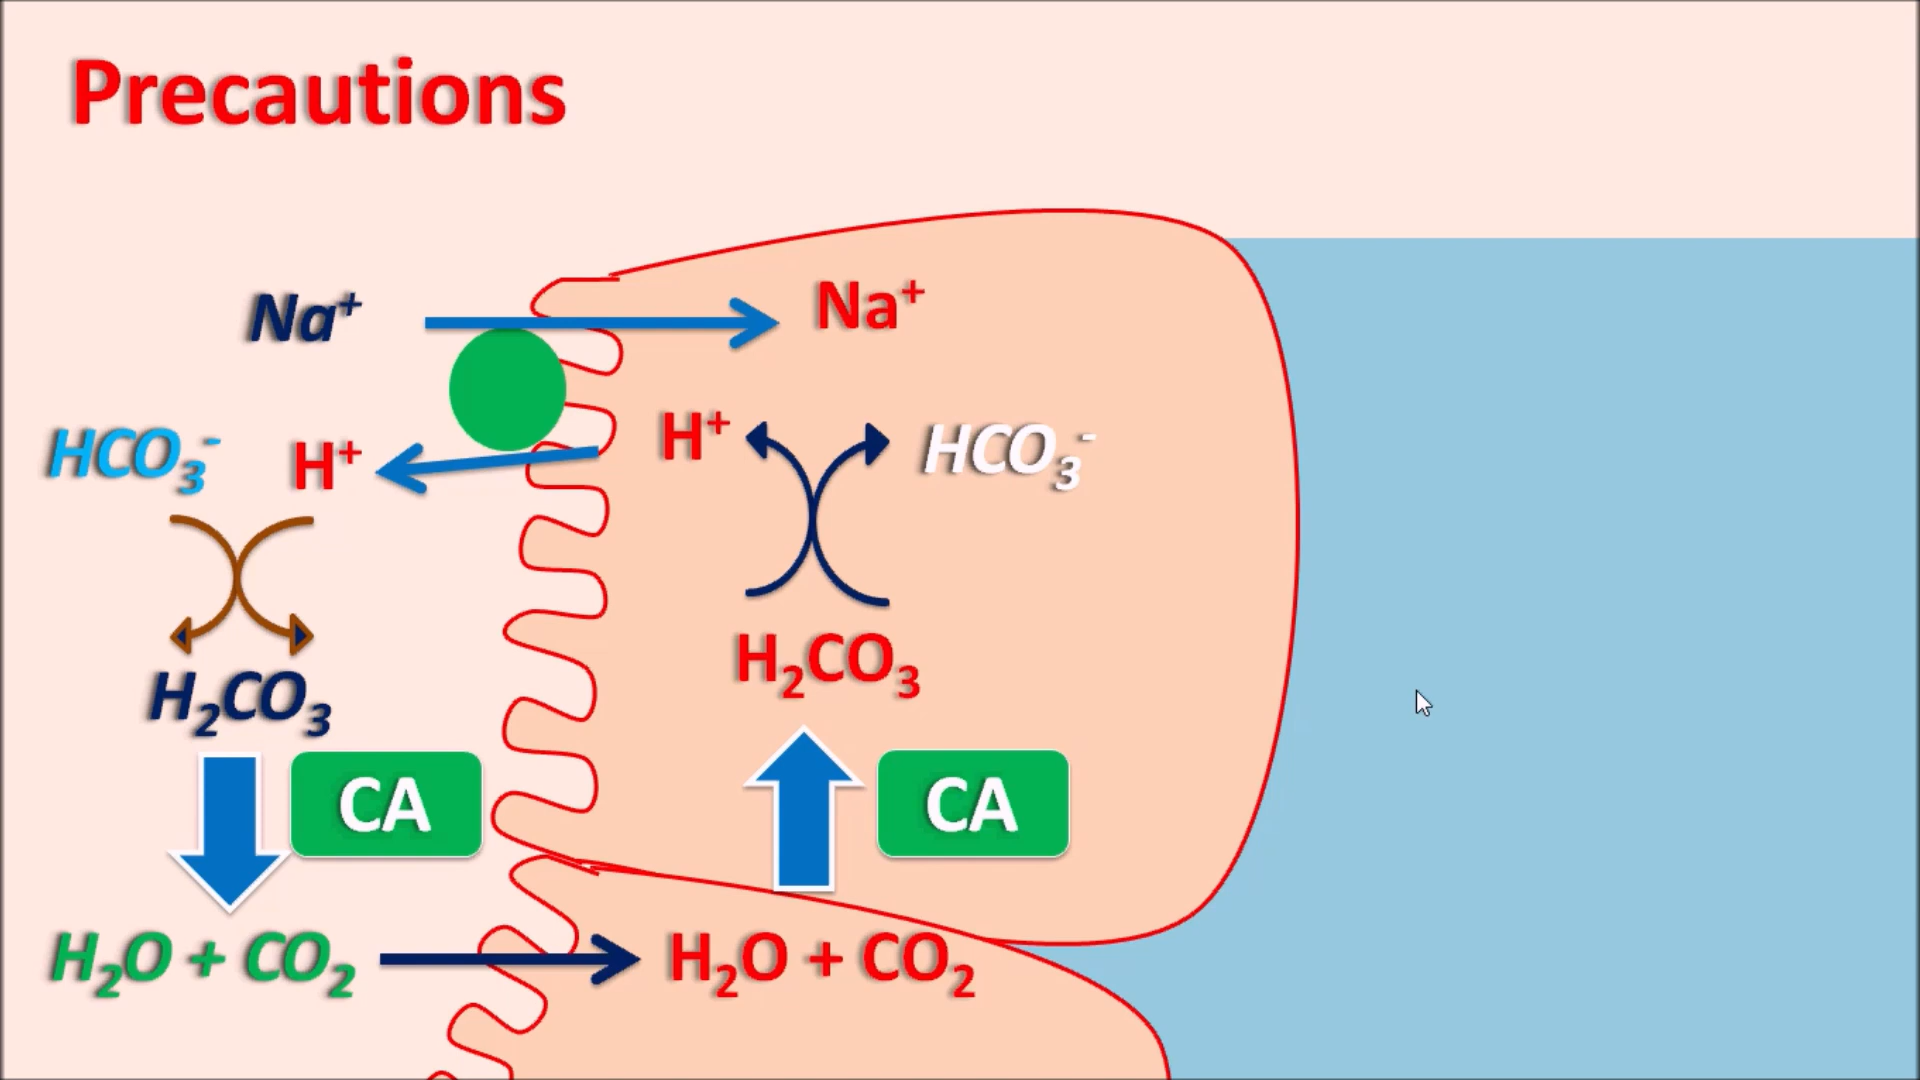 Precautions
Na⁺ Na⁺
HCO₃⁻ H⁺ H⁺ HCO₃⁻
H₂CO₃ H₂CO₃
CA CA
H₂O + CO₂ H₂O + CO₂